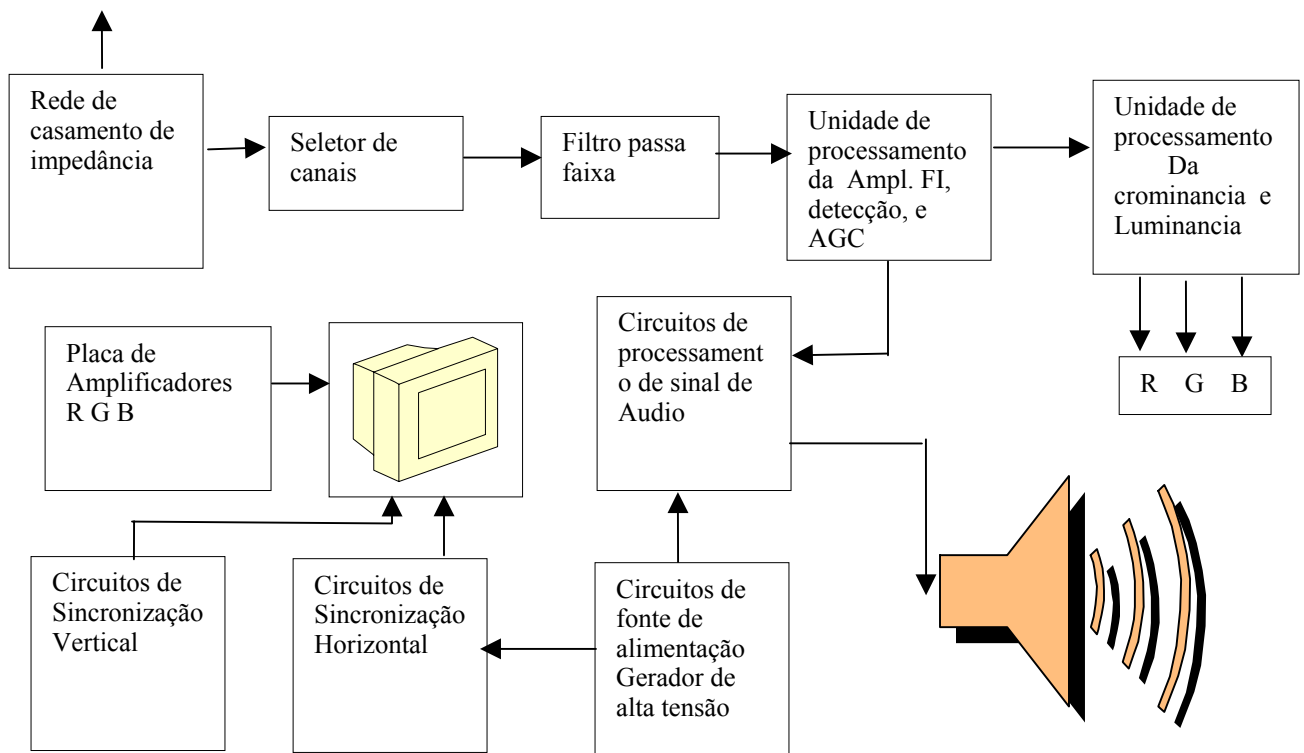 Rede de
casamento de
impedância
Seletor de
canais
Filtro passa
faixa
Unidade de
processamento
da Ampl. FI,
detecção, e
AGC
Unidade de
processamento
Da
crominancia e
Luminancia
Placa de
Amplificadores
R G B
Circuitos de
processament
o de sinal de
Audio
R G B
Circuitos de
Sincronização
Vertical
Circuitos de
Sincronização
Horizontal
Circuitos de
fonte de
alimentação
Gerador de
alta tensão